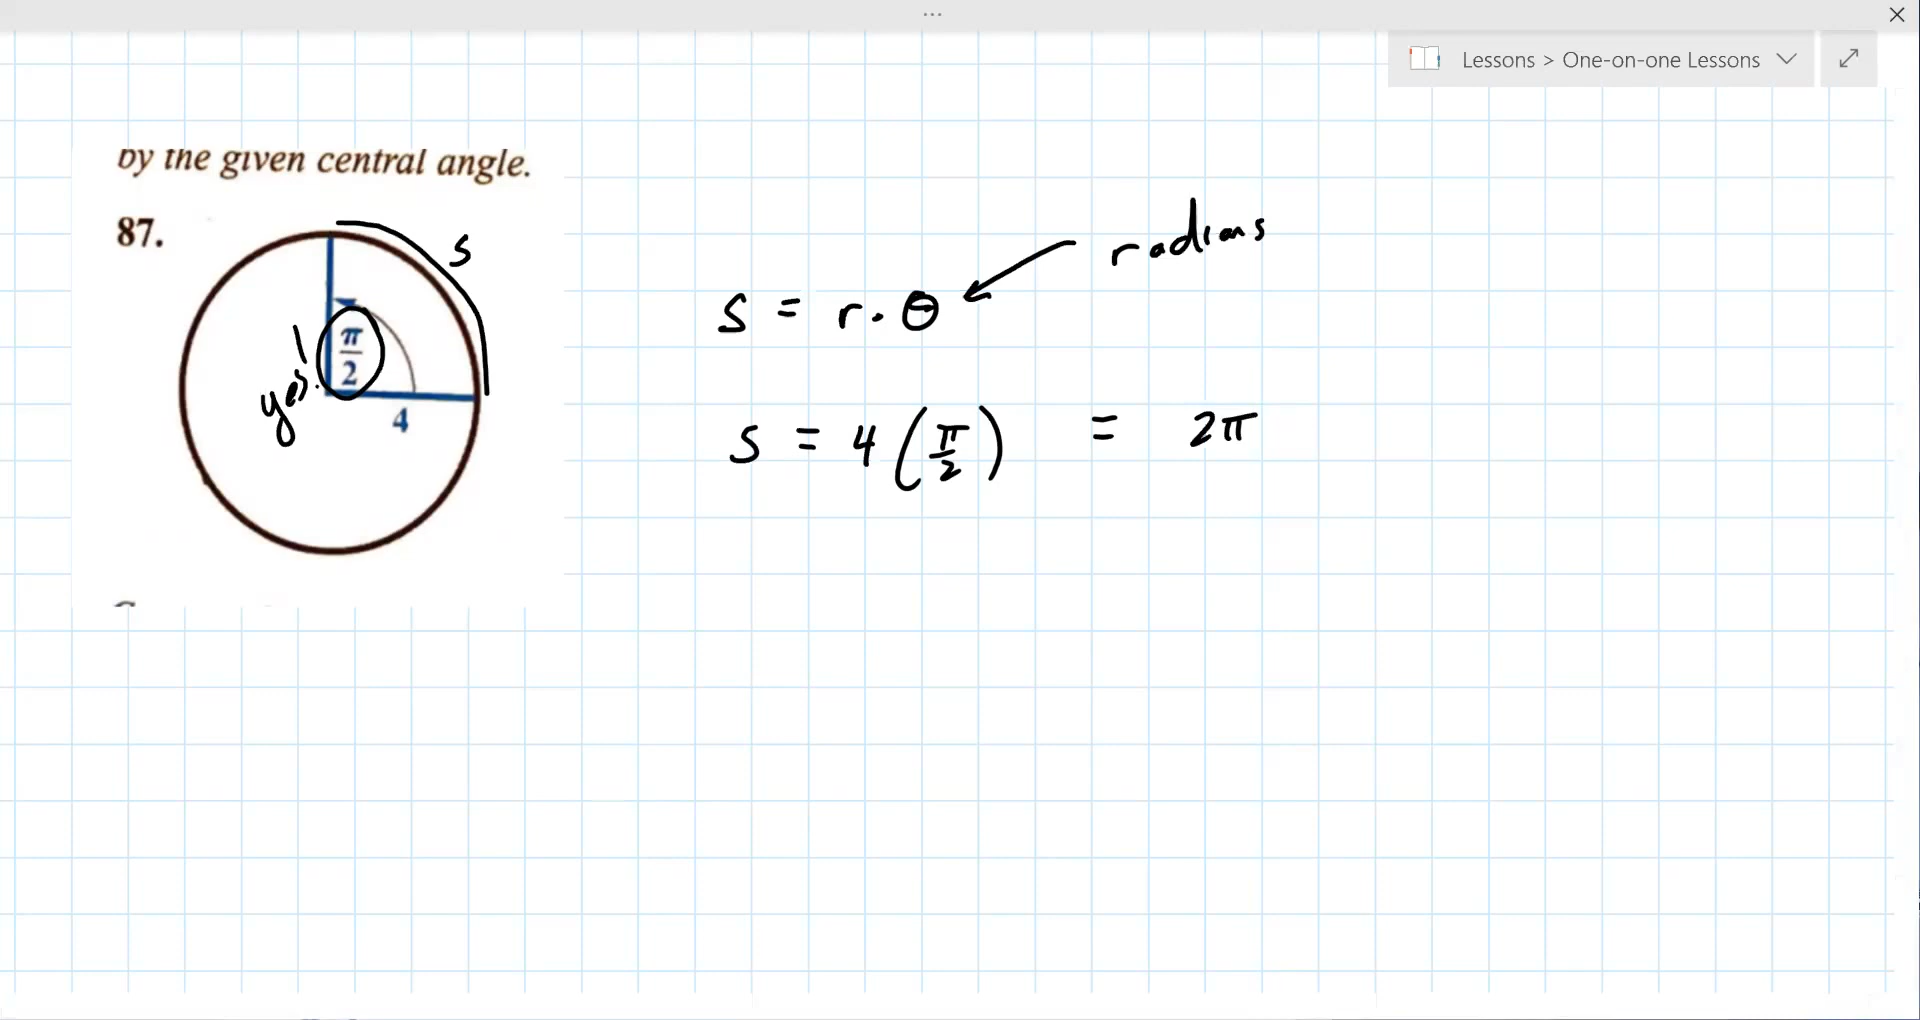 ...
Lessons > One-on-one Lessons
by the given central angle.
87.
s
π/2
yes!
4
radians
s = r · θ
s = 4 (π/2) = 2π